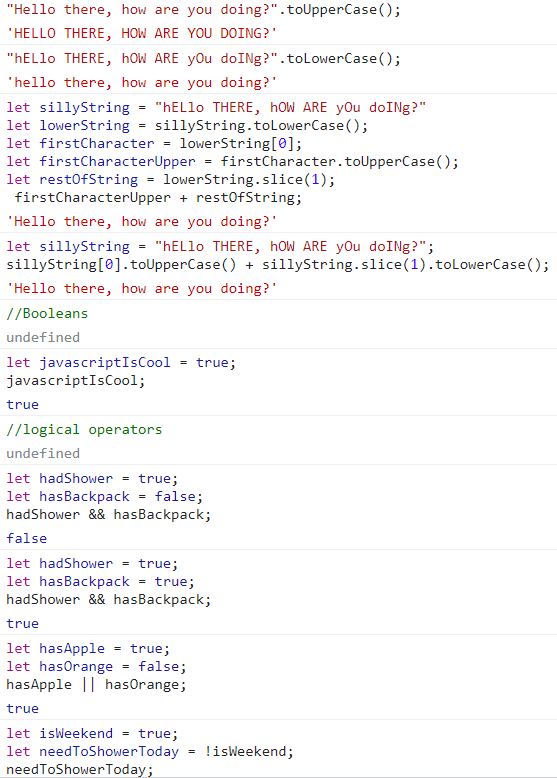 "Hello there, how are you doing?".toUpperCase();
'HELLO THERE, HOW ARE YOU DOING?'
"hELlo THERE, hOW ARE yOu doINg?".toLowerCase();
'hello there, how are you doing?'
let sillyString = "hELlo THERE, hOW ARE yOu doINg?"
let lowerString = sillyString.toLowerCase();
let firstCharacter = lowerString[0];
let firstCharacterUpper = firstCharacter.toUpperCase();
let restOfString = lowerString.slice(1);
firstCharacterUpper + restOfString;
'Hello there, how are you doing?'
let sillyString = "hELlo THERE, hOW ARE yOu doINg?";
sillyString[0].toUpperCase() + sillyString.slice(1).toLowerCase();
'Hello there, how are you doing?'
//Booleans
undefined
let javascriptIsCool = true;
javascriptIsCool;
true
//logical operators
undefined
let hadShower = true;
let hasBackpack = false;
hadShower && hasBackpack;
false
let hadShower = true;
let hasBackpack = true;
hadShower && hasBackpack;
true
let hasApple = true;
let hasOrange = false;
hasApple || hasOrange;
true
let isWeekend = true;
let needToShowerToday = !isWeekend;
needToShowerToday;